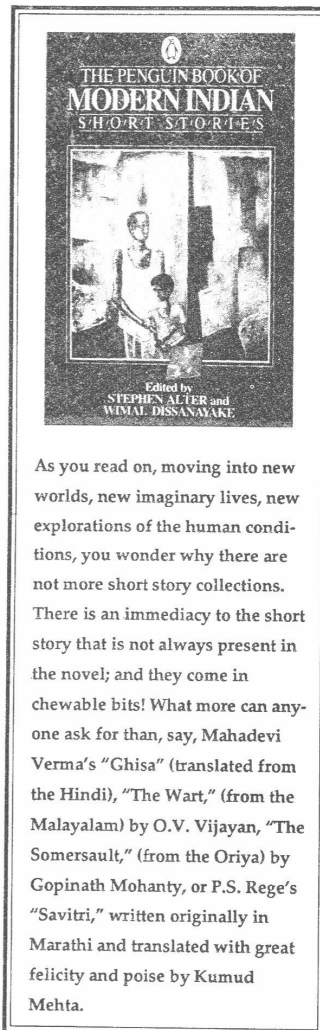 THE PENGUIN BOOK OF
MODERN INDIAN
S·H·O·R·T S·T·O·R·I·E·S
Edited by
STEPHEN ALTER and
WIMAL DISSANAYAKE
As you read on, moving into new
worlds, new imaginary lives, new
explorations of the human condi-
tions, you wonder why there are
not more short story collections.
There is an immediacy to the short
story that is not always present in
the novel; and they come in
chewable bits! What more can any-
one ask for than, say, Mahadevi
Verma's "Ghisa" (translated from
the Hindi), "The Wart," (from the
Malayalam) by O.V. Vijayan, "The
Somersault," (from the Oriya) by
Gopinath Mohanty, or P.S. Rege's
"Savitri," written originally in
Marathi and translated with great
felicity and poise by Kumud
Mehta.